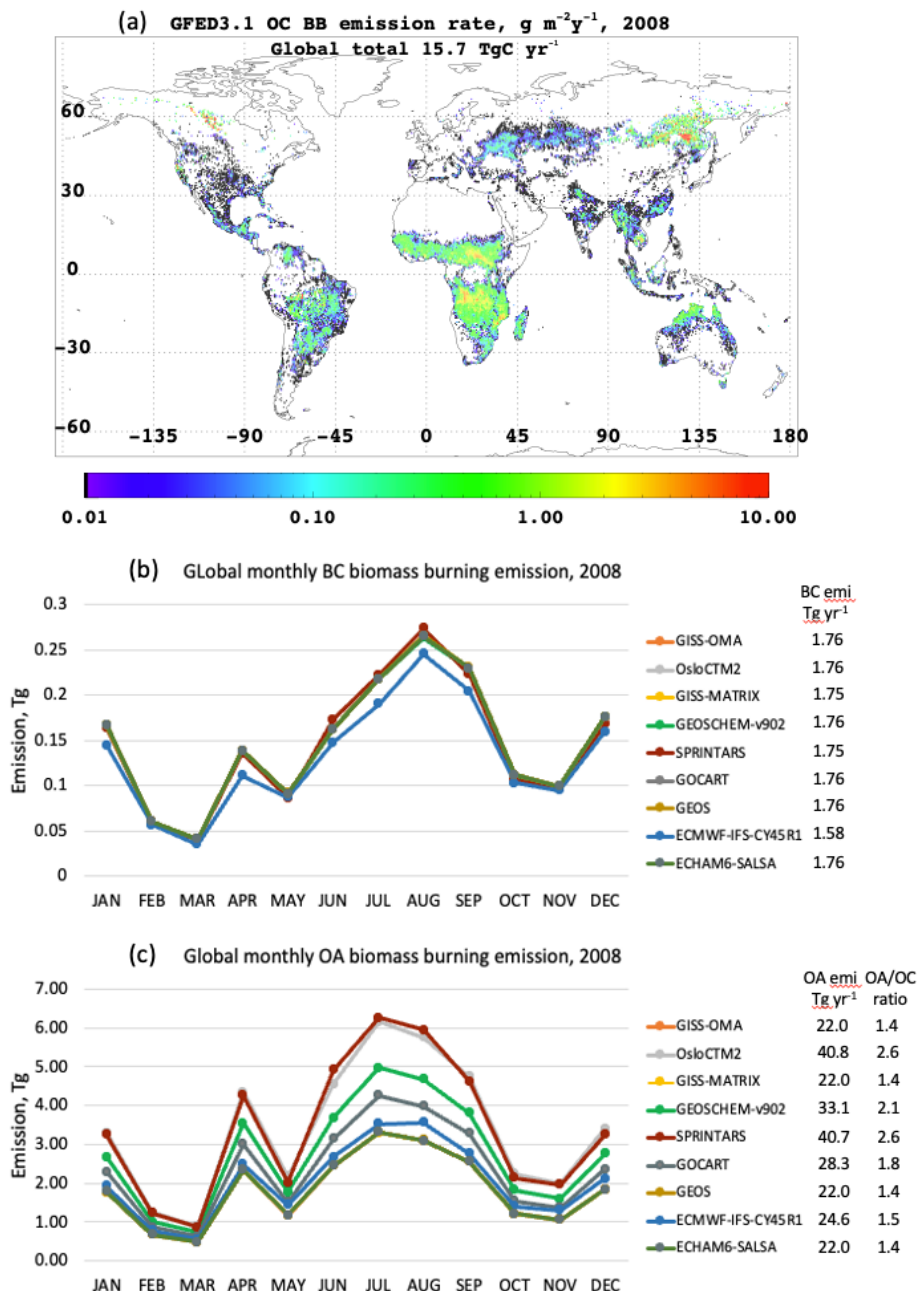 (a) GFED3.1 OC BB emission rate, g m⁻²y⁻¹, 2008
Global total 15.7 TgC yr⁻¹
60
30
0
−30
−60
−135 −90 −45 0 45 90 135 180
0.01 0.10 1.00 10.00
(b) GLobal monthly BC biomass burning emission, 2008
BC emi
Tg yr⁻¹
Emission, Tg
0.3
0.25
0.2
0.15
0.1
0.05
0
JAN FEB MAR APR MAY JUN JUL AUG SEP OCT NOV DEC
GISS-OMA 1.76
OsloCTM2 1.76
GISS-MATRIX 1.75
GEOSCHEM-v902 1.76
SPRINTARS 1.75
GOCART 1.76
GEOS 1.76
ECMWF-IFS-CY45R1 1.58
ECHAM6-SALSA 1.76
(c) Global monthly OA biomass burning emission, 2008
OA emi OA/OC
Tg yr⁻¹ ratio
Emission, Tg
7.00
6.00
5.00
4.00
3.00
2.00
1.00
0.00
JAN FEB MAR APR MAY JUN JUL AUG SEP OCT NOV DEC
GISS-OMA 22.0 1.4
OsloCTM2 40.8 2.6
GISS-MATRIX 22.0 1.4
GEOSCHEM-v902 33.1 2.1
SPRINTARS 40.7 2.6
GOCART 28.3 1.8
GEOS 22.0 1.4
ECMWF-IFS-CY45R1 24.6 1.5
ECHAM6-SALSA 22.0 1.4